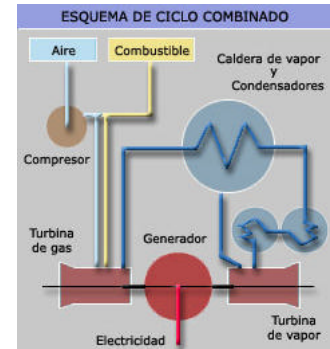 ESQUEMA DE CICLO COMBINADO
Aire
Combustible
Caldera de vapor
y
Condensadores
Compresor
Turbina
de gas
Generador
Turbina
de vapor
Electricidad